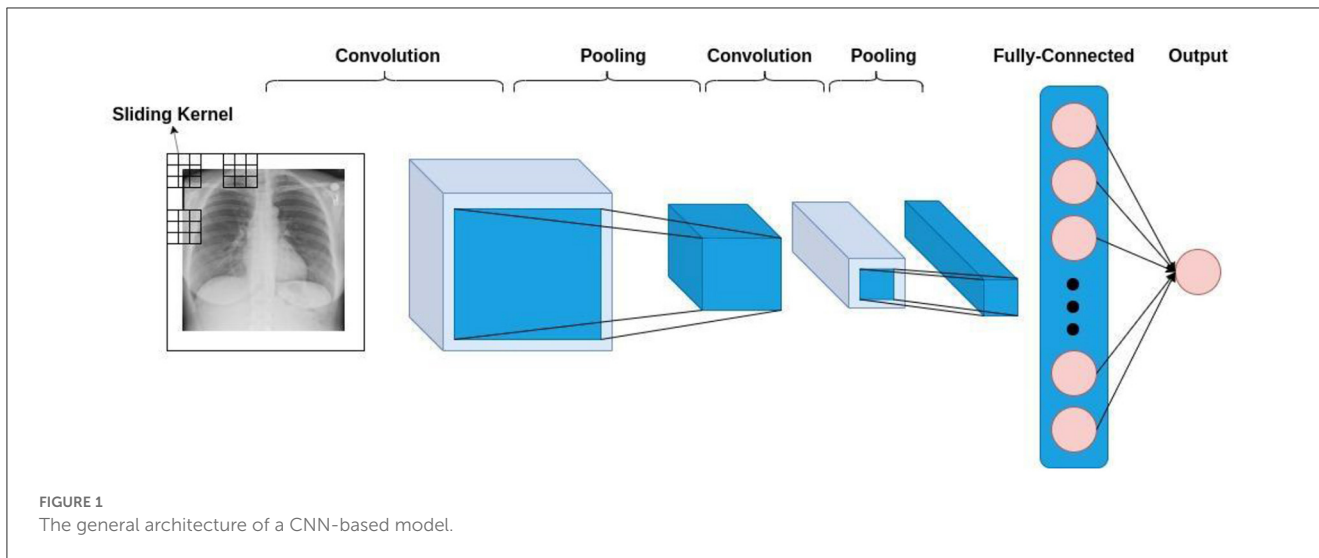 Convolution Pooling Convolution Pooling Fully-Connected Output
Sliding Kernel
FIGURE 1
The general architecture of a CNN-based model.